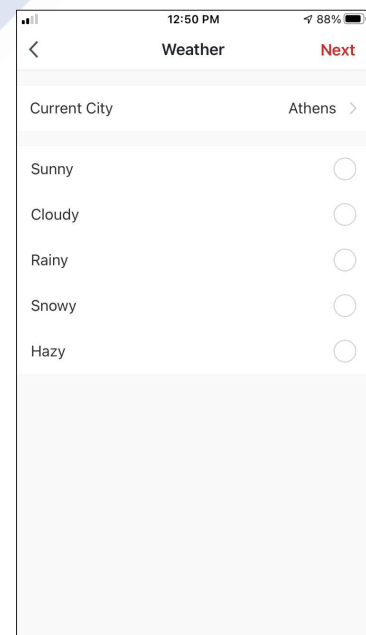 12:50 PM 88%
Weather Next
Current City Athens
Sunny
Cloudy
Rainy
Snowy
Hazy